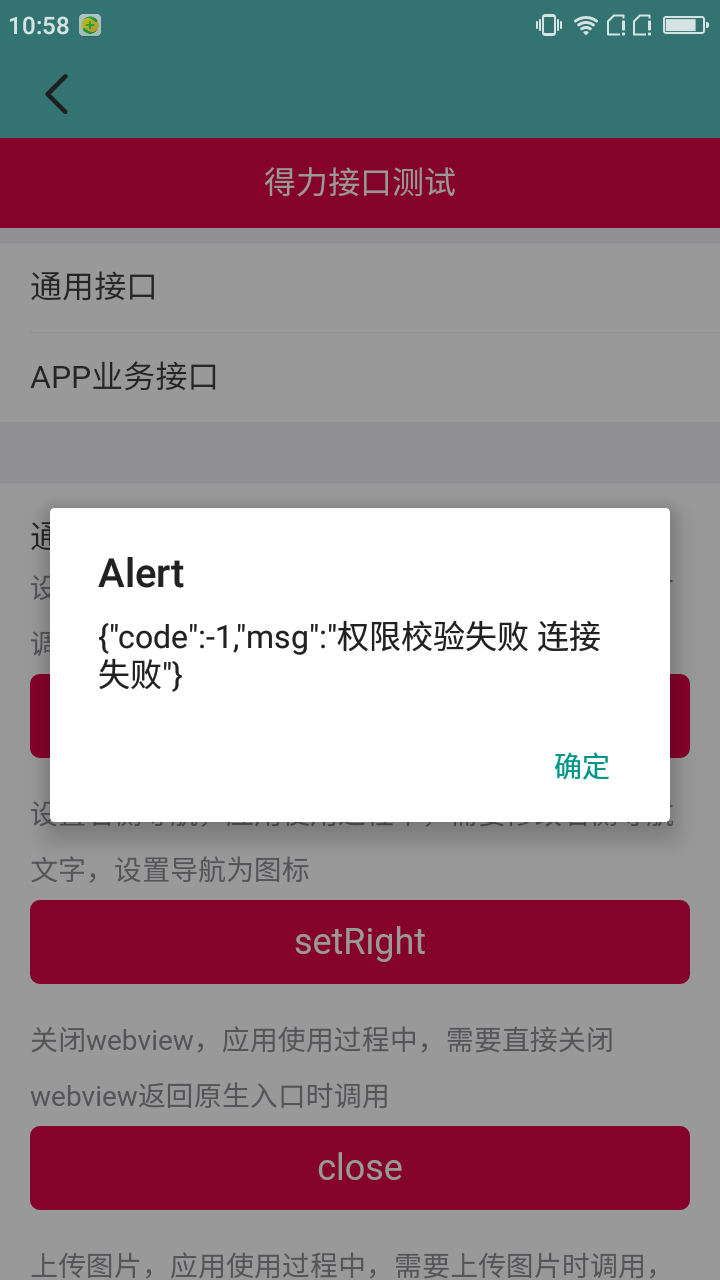 10:58
得力接口测试
通用接口
APP业务接口
通
设
调
Alert
{"code":-1,"msg":"权限校验失败 连接
失败"}
确定
文字，设置导航为图标
setRight
关闭webview，应用使用过程中，需要直接关闭
webview返回原生入口时调用
close
上传图片，应用使用过程中，需要上传图片时调用，